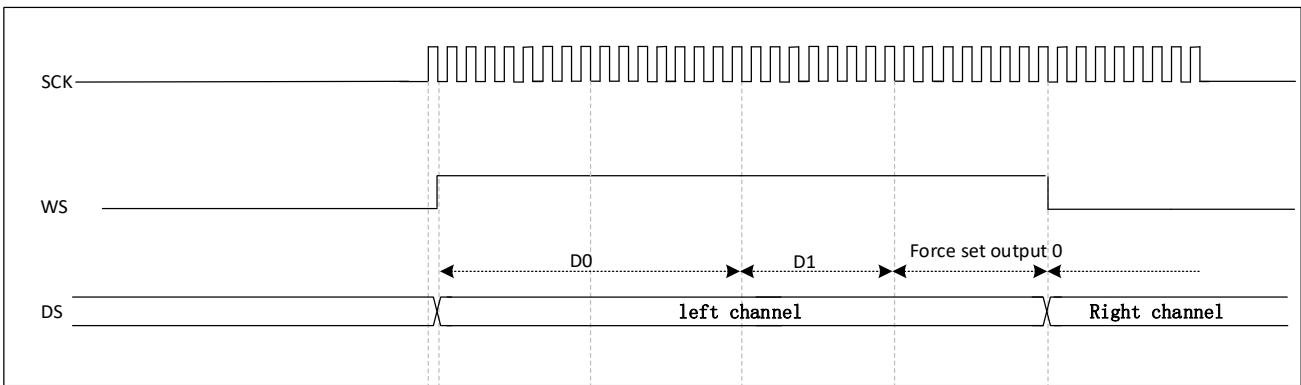 SCK
WS
D0
D1
Force set output 0
DS
left channel
Right channel